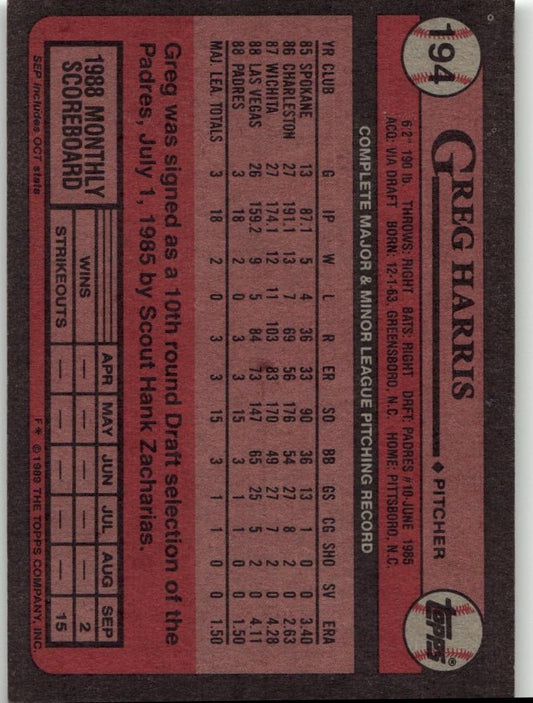 194
GREG HARRIS ♦ PITCHER
TOPPS®
6'2" 190 lb. THROWS: RIGHT BATS: RIGHT DRFT: PADRES #10-JUNE, 1985
ACQ: VIA DRAFT BORN: 12-1-63, GREENSBORO, N.C. HOME: PITTSBORO, N.C.
COMPLETE MAJOR & MINOR LEAGUE PITCHING RECORD
YR CLUB G IP W L R ER SO BB GS CG SHO SV ERA
85 SPOKANE 13 87.1 5 4 36 33 90 36 13 1 0 0 3.40
86 CHARLESTON 27 191.1 13 7 69 56 176 54 27 8 2 0 2.63
87 WICHITA 27 174.1 12 11 103 83 170 49 27 7 2 0 4.28
88 LAS VEGAS 26 159.2 9 5 84 73 147 65 25 5 2 0 4.11
88 PADRES 3 18 2 0 3 3 15 3 1 1 0 0 1.50
MAJ. LEA. TOTALS 3 18 2 0 3 3 15 3 1 1 0 0 1.50
Greg was signed as a 10th round Draft selection of the
Padres, July 1, 1985 by Scout Hank Zacharias.
1988 MONTHLY
SCOREBOARD
APR MAY JUN JUL AUG SEP
WINS — — — — — 2
STRIKEOUTS — — — — — 15
SEP includes OCT stats
F* © 1989 THE TOPPS COMPANY, INC.